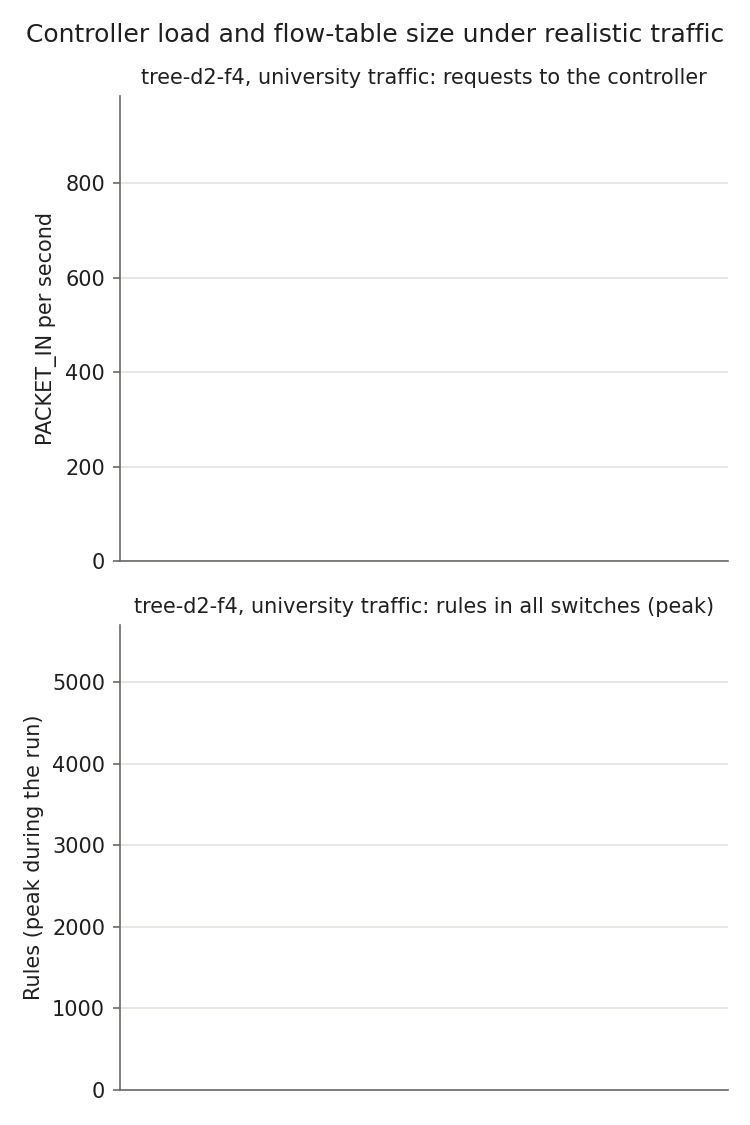 Controller load and flow-table size under realistic traffic
tree-d2-f4, university traffic: requests to the controller
PACKET_IN per second
800
600
400
200
0
tree-d2-f4, university traffic: rules in all switches (peak)
Rules (peak during the run)
5000
4000
3000
2000
1000
0